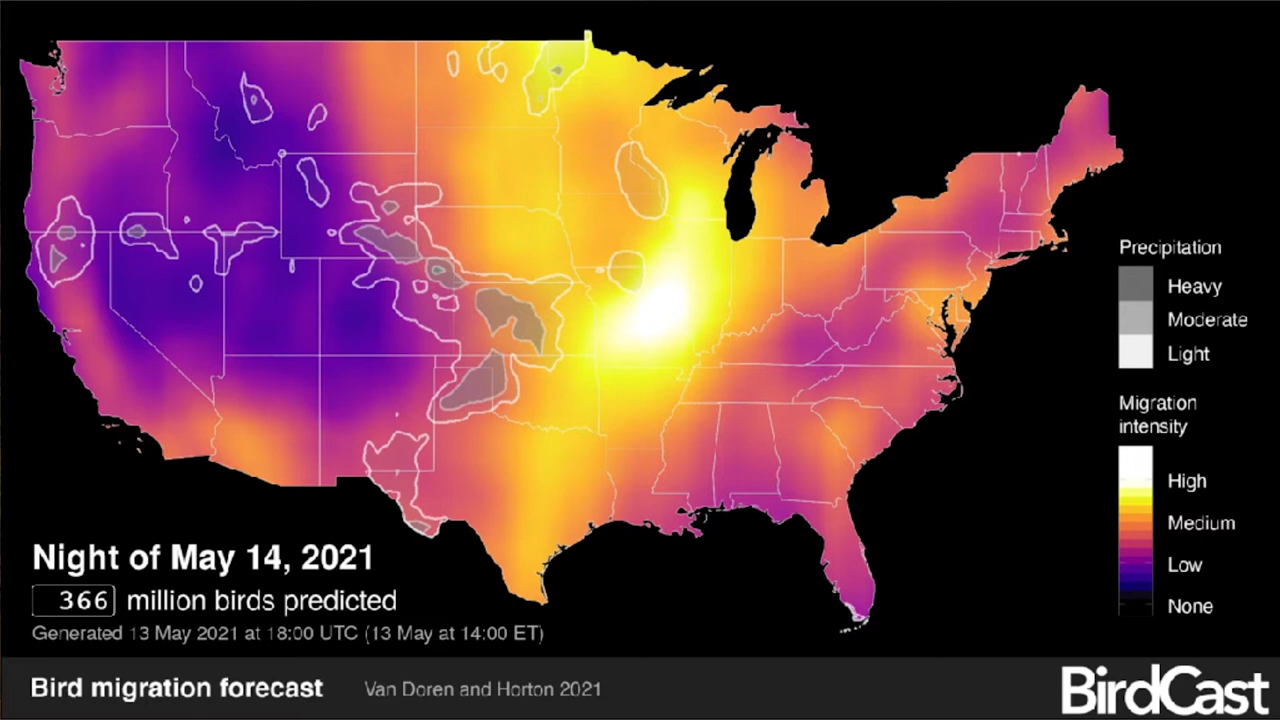 Precipitation
Heavy
Moderate
Light
Migration
intensity
High
Medium
Low
None
Night of May 14, 2021
366 million birds predicted
Generated 13 May 2021 at 18:00 UTC (13 May at 14:00 ET)
Bird migration forecast Van Doren and Horton 2021
BirdCast